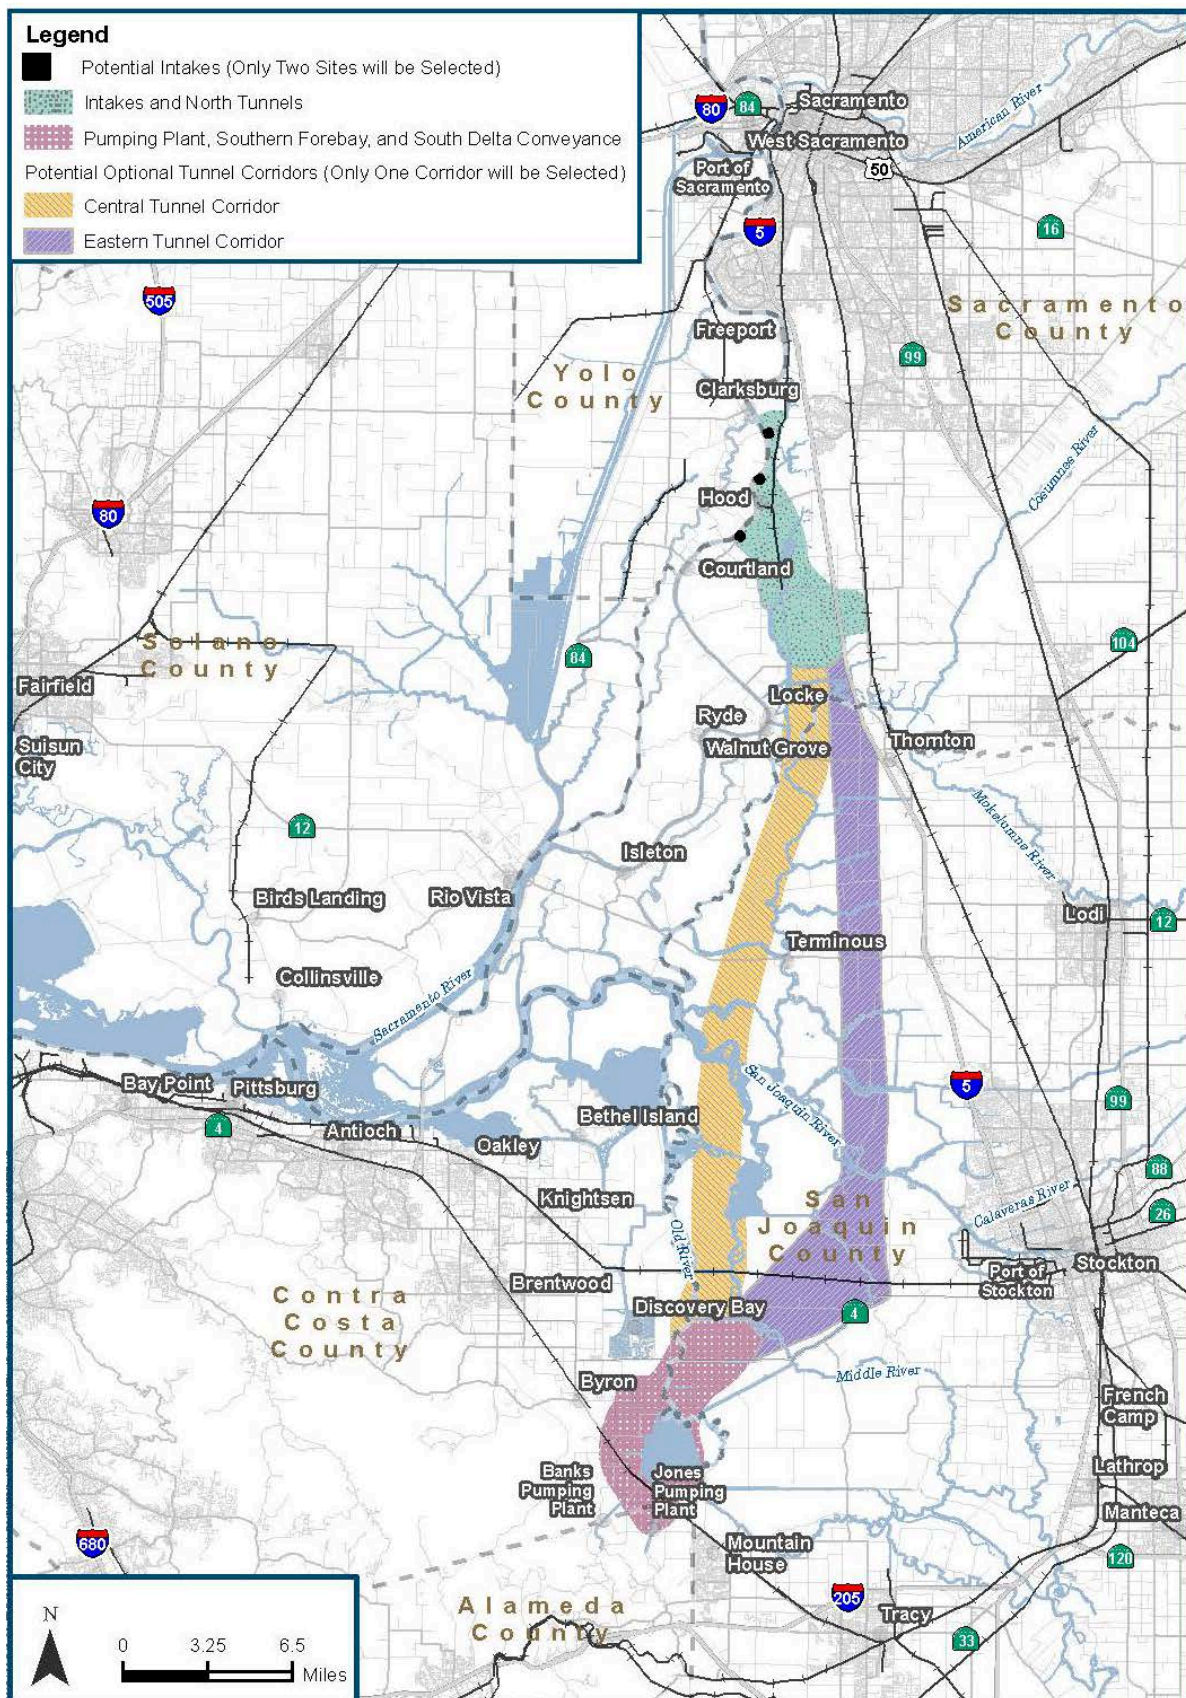 Legend
Potential Intakes (Only Two Sites will be Selected)
Intakes and North Tunnels
Pumping Plant, Southern Forebay, and South Delta Conveyance
Potential Optional Tunnel Corridors (Only One Corridor will be Selected)
Central Tunnel Corridor
Eastern Tunnel Corridor
80
84
Sacramento
American River
West Sacramento
Port of
Sacramento
50
5
16
505
Sacramento
County
Freeport
99
Yolo
County
Clarksburg
Cosumnes River
Hood
80
Courtland
Solano
County
84
104
Fairfield
Locke
Ryde
Suisun
City
Walnut Grove
Thornton
Mokelumne River
12
Isleton
Birds Landing
Rio Vista
Lodi
12
Terminous
Collinsville
Sacramento River
Bay Point
Pittsburg
San Joaquin River
5
99
4
Antioch
Bethel Island
Oakley
88
Knightsen
San
Joaquin
County
Calaveras River
26
Old River
Brentwood
Port of
Stockton
Stockton
Contra
Costa
County
Discovery Bay
4
Byron
Middle River
French
Camp
Banks
Pumping
Plant
Jones
Pumping
Plant
Lathrop
Manteca
680
Mountain
House
120
Alameda
County
205
Tracy
33
N
0 3.25 6.5
Miles